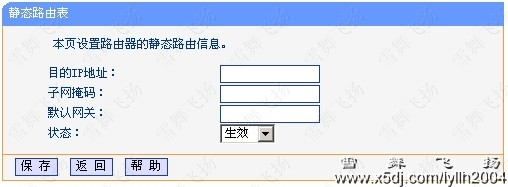 静态路由表
本页设置路由器的静态路由信息。
目的IP地址：
子网掩码：
默认网关：
状态：
生效
保 存 返 回 帮 助
雪 舞 飞 扬
www.x5dj.com/iyllh2004